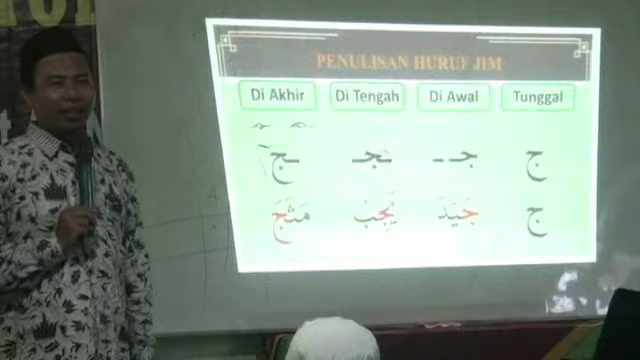 PENULISAN HURUF JIM
Di Akhir Di Tengah Di Awal Tunggal
ـج ـجـ جـ ج
يُجِبُ جَيِّدَ ج